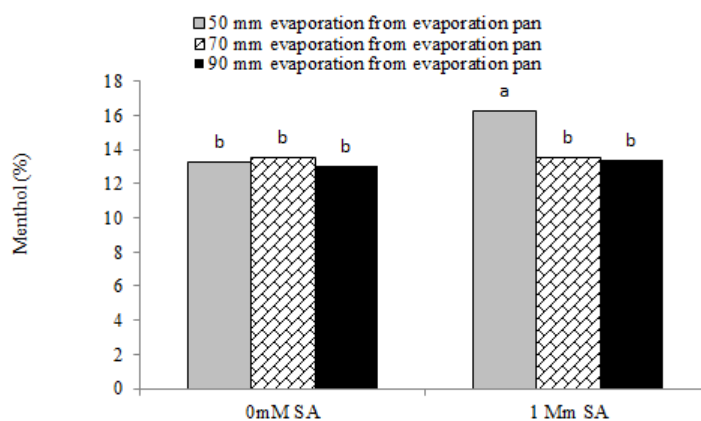 50 mm evaporation from evaporation pan
70 mm evaporation from evaporation pan
90 mm evaporation from evaporation pan
Menthol (%)
18
16
14
12
10
8
6
4
2
0
b
b
b
a
b
b
0mM SA
1 Mm SA